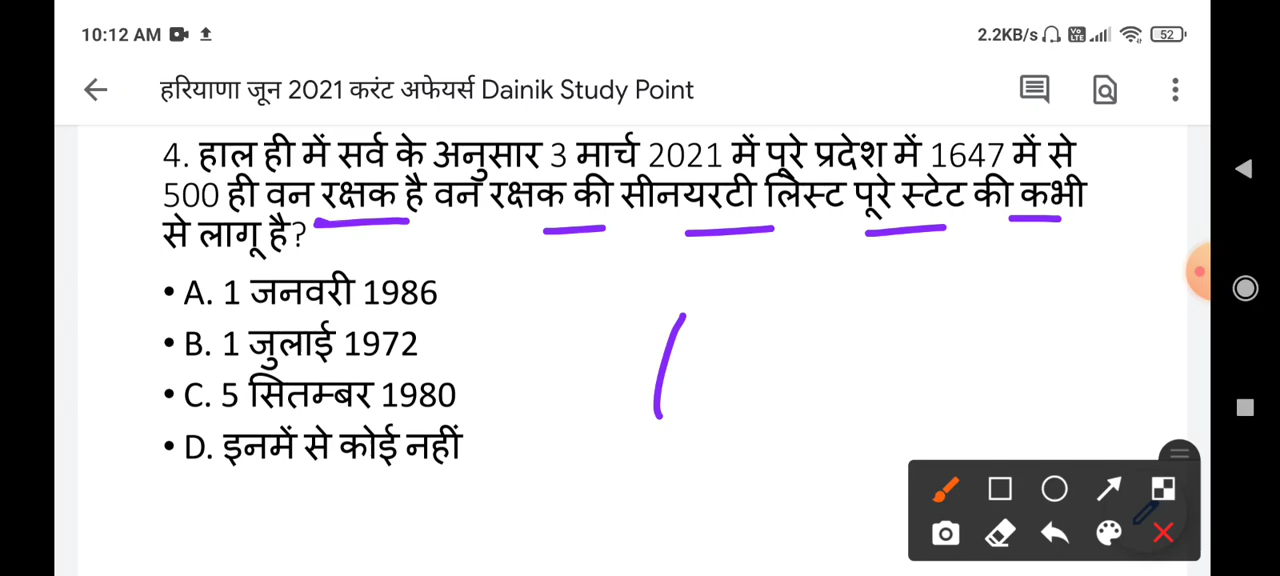 10:12 AM
2.2KB/s Vo LTE 52
हरियाणा जून 2021 करंट अफेयर्स Dainik Study Point
4. हाल ही में सर्व के अनुसार 3 मार्च 2021 में पूरे प्रदेश में 1647 में से
500 ही वन रक्षक है वन रक्षक की सीनयरटी लिस्ट पूरे स्टेट की कभी
से लागू है?
• A. 1 जनवरी 1986
• B. 1 जुलाई 1972
• C. 5 सितम्बर 1980
• D. इनमें से कोई नहीं